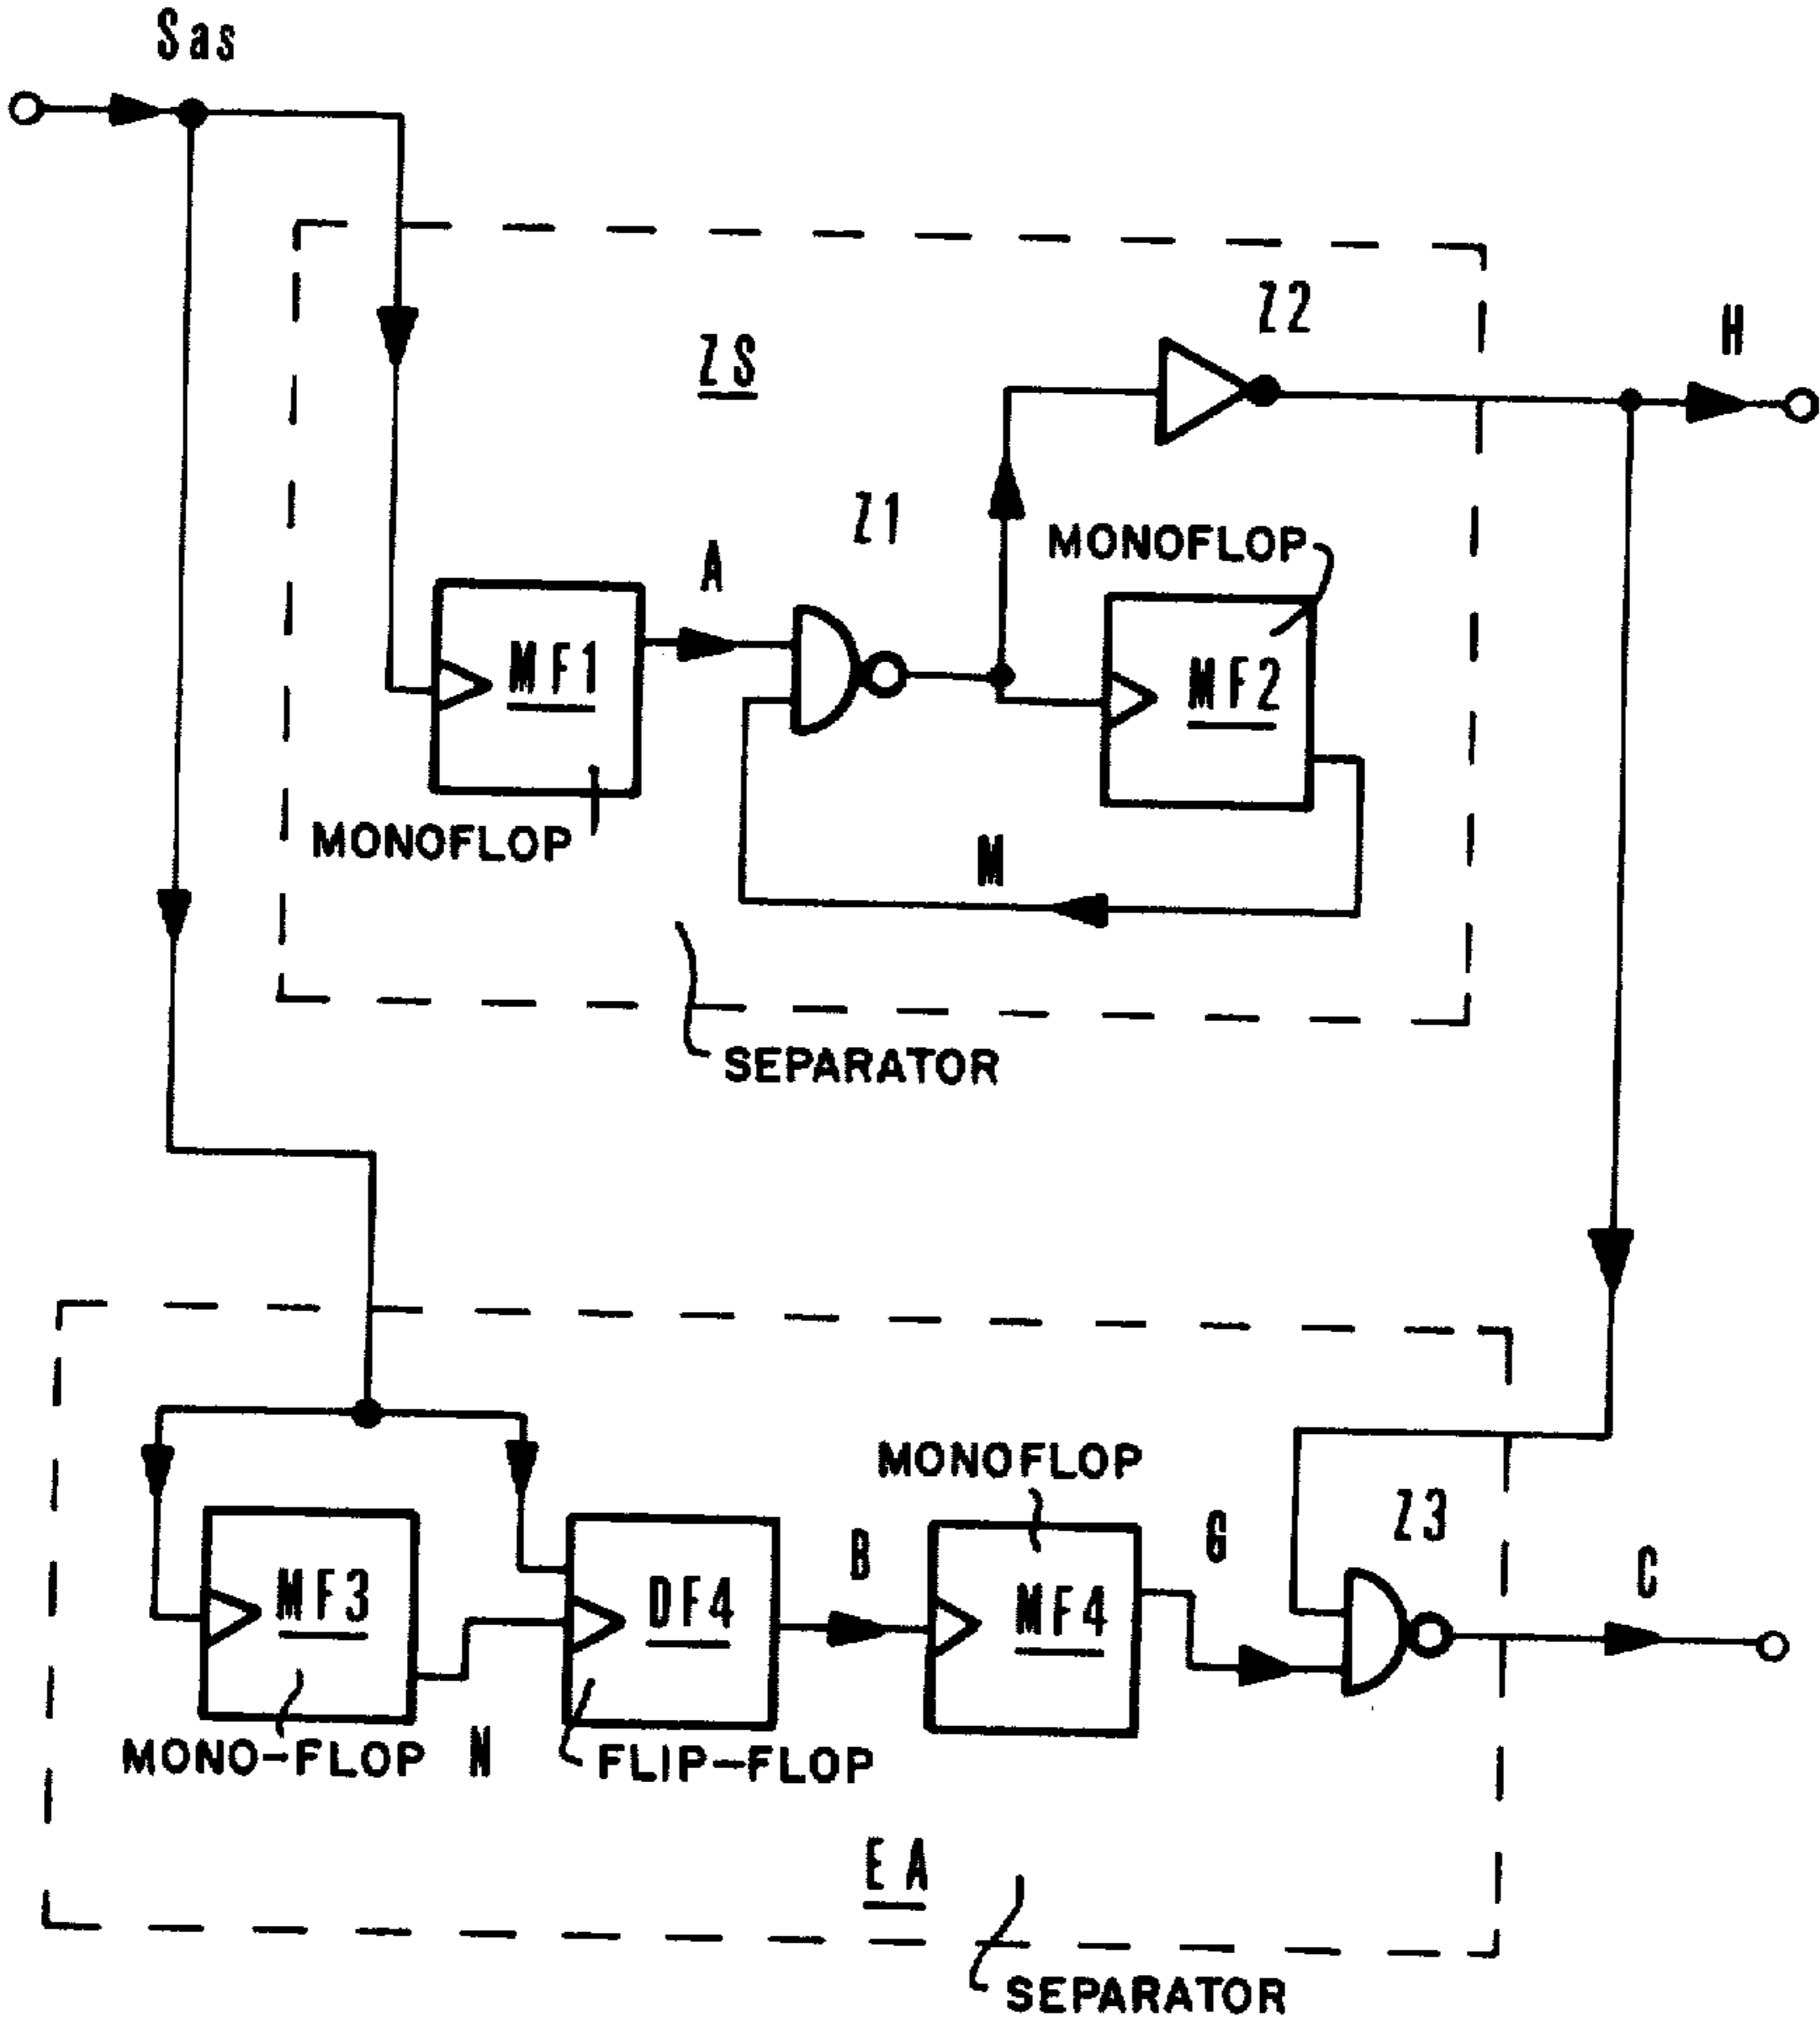 Sas
Z2
H
ZS
Z1
MONOFLOP
A
MF1
MF2
MONOFLOP
M
SEPARATOR
MONOFLOP
Z3
G
B
C
MF3
DF4
MF4
MONO-FLOP
N
FLIP-FLOP
EA
SEPARATOR